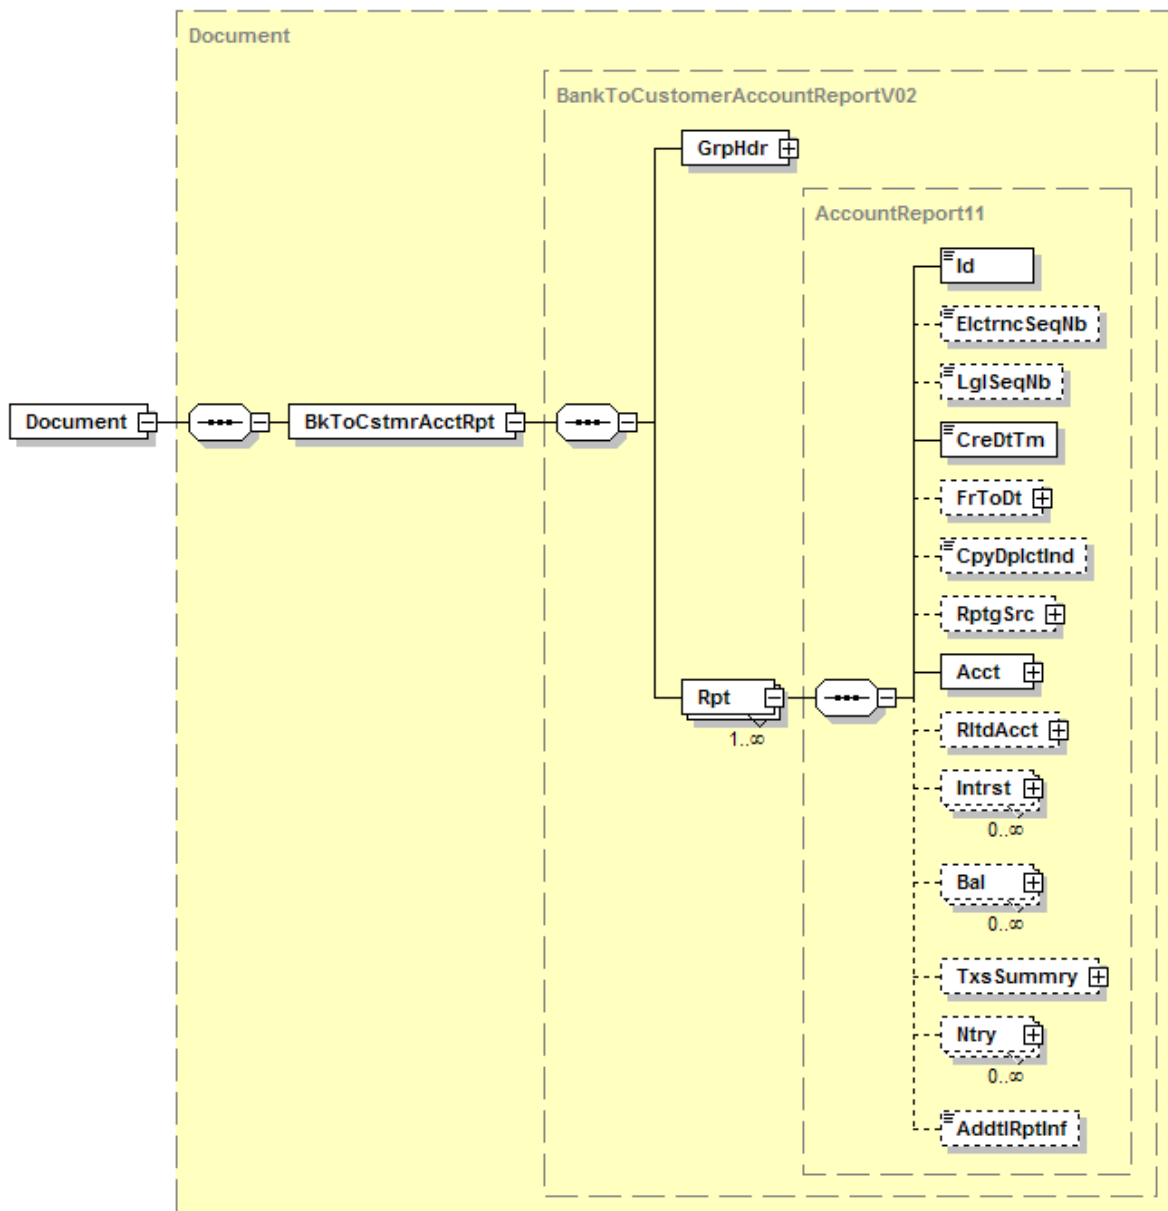 Document
BankToCustomerAccountReportV02
GrpHdr
AccountReport11
Id
ElctrncSeqNb
LglSeqNb
Document
BkToCstmrAcctRpt
CreDtTm
FrToDt
CpyDplctInd
RptgSrc
Rpt
1..∞
Acct
RltdAcct
Intrst
0..∞
Bal
0..∞
TxsSummry
Ntry
0..∞
AddtlRptInf